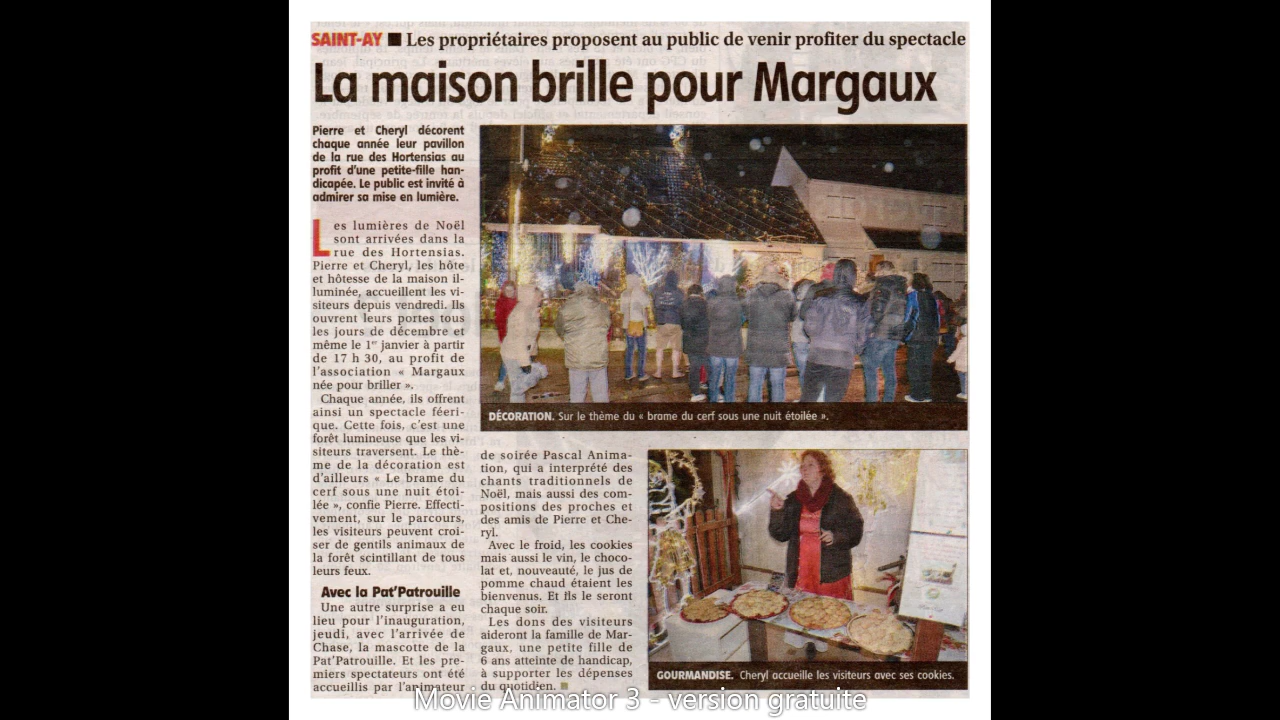 SAINT-AY ■ Les propriétaires proposent au public de venir profiter du spectacle
La maison brille pour Margaux
Pierre et Cheryl décorent
chaque année leur pavillon
de la rue des Hortensias au
profit d'une petite-fille han-
dicapée. Le public est invité à
admirer sa mise en lumière.
Les lumières de Noël
sont arrivées dans la
rue des Hortensias.
Pierre et Cheryl, les hôte
et hôtesse de la maison il-
luminée, accueillent les vi-
siteurs depuis vendredi. Ils
ouvrent leurs portes tous
les jours de décembre et
même le 1er janvier à partir
de 17 h 30, au profit de
l'association « Margaux
née pour briller ».
Chaque année, ils offrent
ainsi un spectacle féeri-
que. Cette fois, c'est une
forêt lumineuse que les vi-
siteurs traversent. Le thè-
me de la décoration est
d'ailleurs « Le brame du
cerf sous une nuit étoi-
lée », confie Pierre. Effecti-
vement, sur le parcours,
les visiteurs peuvent croi-
ser de gentils animaux de
la forêt scintillant de tous
leurs feux.
Avec la Pat'Patrouille
Une autre surprise a eu
lieu pour l'inauguration,
jeudi, avec l'arrivée de
Chase, la mascotte de la
Pat'Patrouille. Et les pre-
miers spectateurs ont été
accueillis par l'animateur
DÉCORATION. Sur le thème du « brame du cerf sous une nuit étoilée ».
de soirée Pascal Anima-
tion, qui a interprété des
chants traditionnels de
Noël, mais aussi des com-
positions des proches et
des amis de Pierre et Che-
ryl.
Avec le froid, les cookies
mais aussi le vin, le choco-
lat et, nouveauté, le jus de
pomme chaud étaient les
bienvenus. Et ils le seront
chaque soir.
Les dons des visiteurs
aideront la famille de Mar-
gaux, une petite fille de
6 ans atteinte de handicap,
à supporter les dépenses
du quotidien. ■
GOURMANDISE. Cheryl accueille les visiteurs avec ses cookies.
Movie Animator 3 - version gratuite